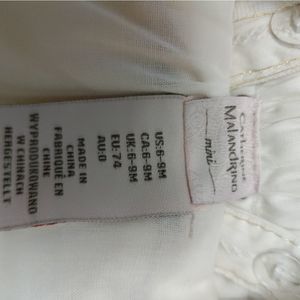 Catherine
Malandrino
mini
US:6-9M
CA:6-9M
UK:6-9M
EU:74
AU:0
MADE IN
CHINA
FABRIQUÉ EN
CHINE
WYPRODUKOWANO
W CHINACH
HERGESTELLT